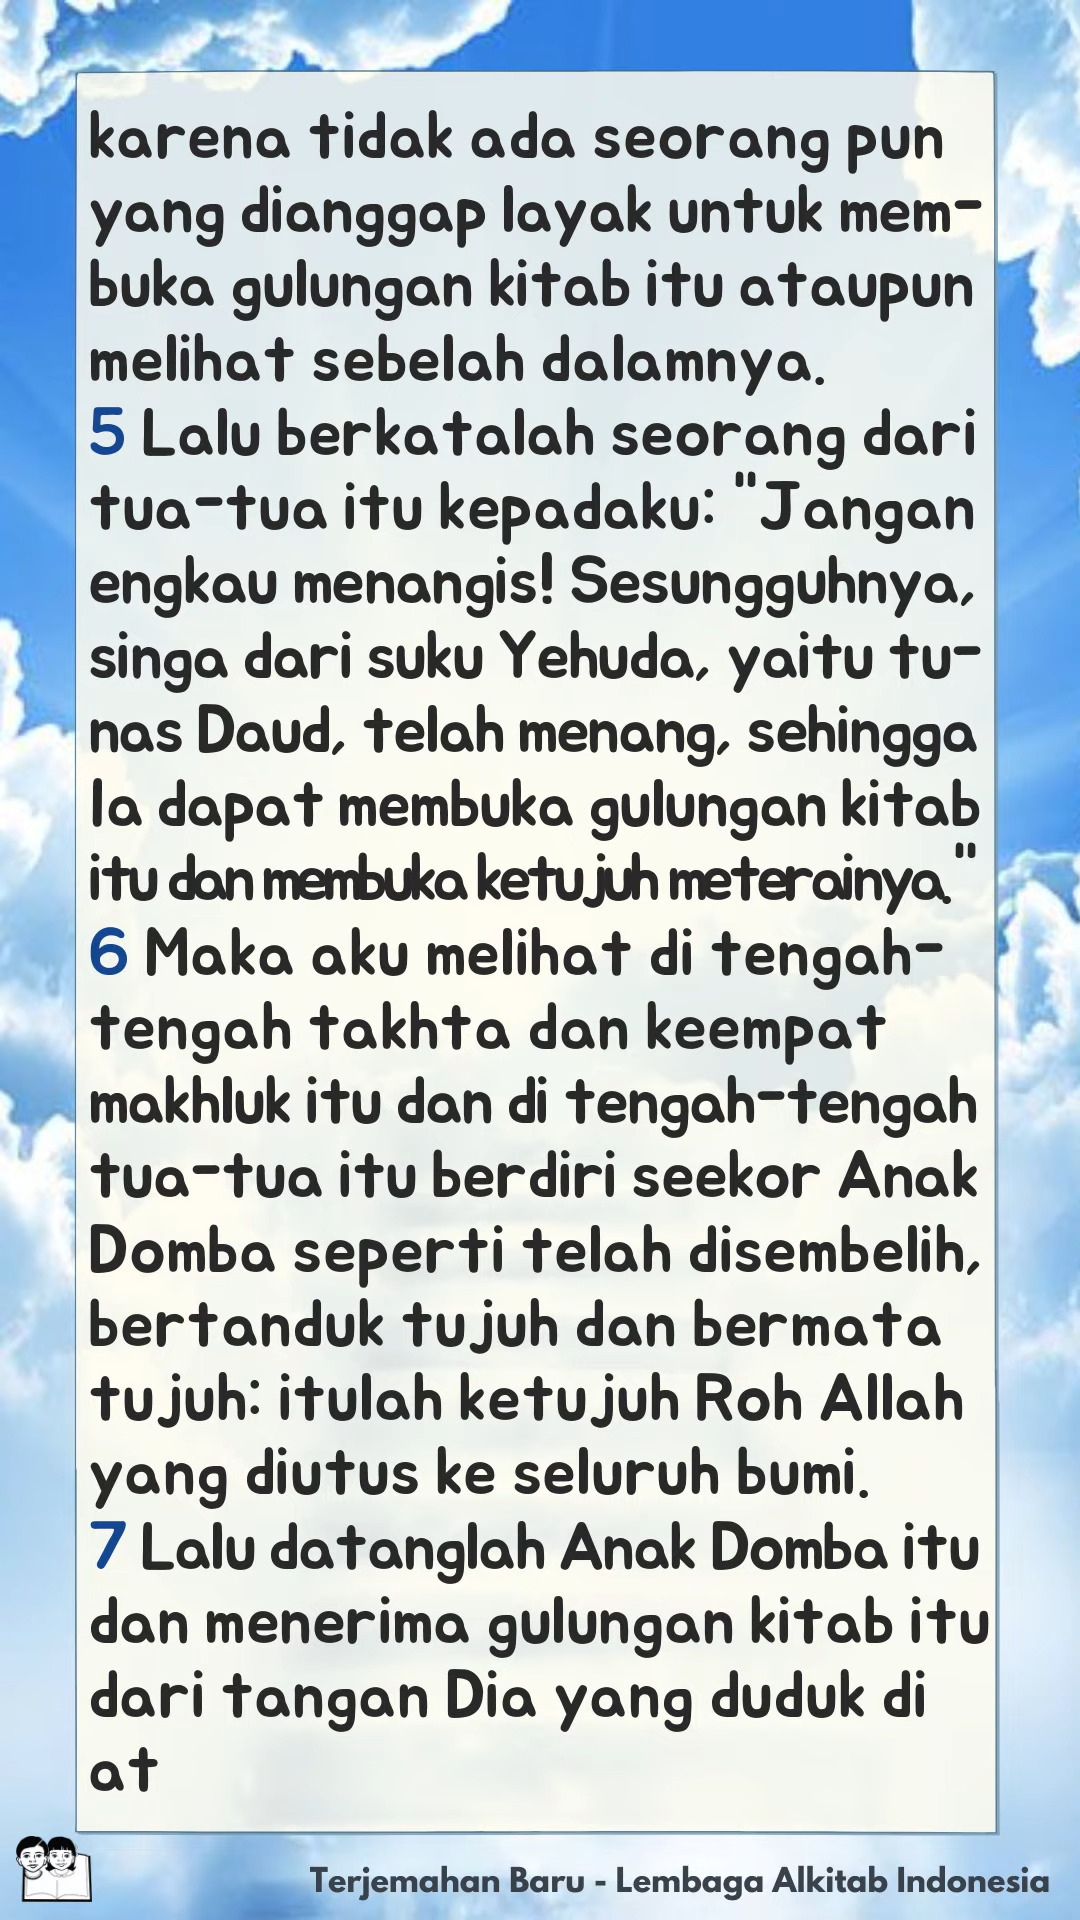 karena tidak ada seorang pun
yang dianggap layak untuk mem-
buka gulungan kitab itu ataupun
melihat sebelah dalamnya.
5 Lalu berkatalah seorang dari
tua-tua itu kepadaku: "Jangan
engkau menangis! Sesungguhnya,
singa dari suku Yehuda, yaitu tu-
nas Daud, telah menang, sehingga
Ia dapat membuka gulungan kitab
itu dan membuka ketujuh meterainya."
6 Maka aku melihat di tengah-
tengah takhta dan keempat
makhluk itu dan di tengah-tengah
tua-tua itu berdiri seekor Anak
Domba seperti telah disembelih,
bertanduk tujuh dan bermata
tujuh: itulah ketujuh Roh Allah
yang diutus ke seluruh bumi.
7 Lalu datanglah Anak Domba itu
dan menerima gulungan kitab itu
dari tangan Dia yang duduk di
at
Terjemahan Baru - Lembaga Alkitab Indonesia